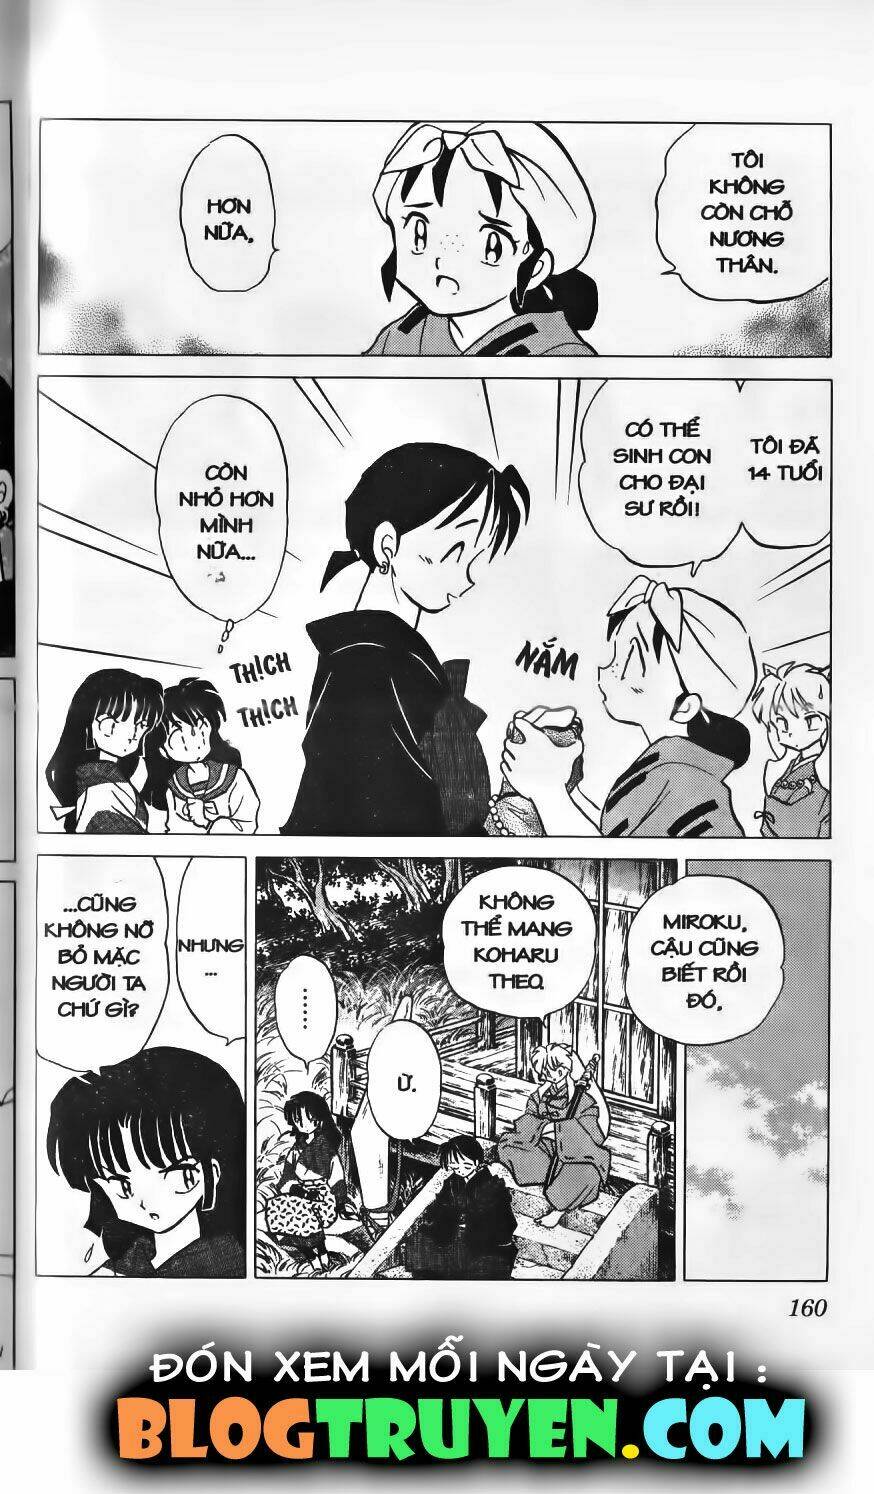 TÔI
KHÔNG
CÒN CHỖ
NƯƠNG
THÂN.
HƠN
NỮA,
TÔI ĐÃ
14 TUỔI
CÓ THỂ
SINH CON
CHO ĐẠI
SƯ RỒI!!
NẮM
CÒN
NHỎ HƠN
MÌNH
NỮA...
THỊCH
THỊCH
MIROKU,
CẬU CŨNG
BIẾT RỒI
ĐÓ,
KHÔNG
THỂ MANG
KOHARU
THEO.
Ừ.
........
NHƯNG
...
...CŨNG
KHÔNG NỠ
BỎ MẶC
NGƯỜI TA
CHỨ GÌ?
160
ĐÓN XEM MỖI NGÀY TẠI :
BLOGTRUYEN.COM